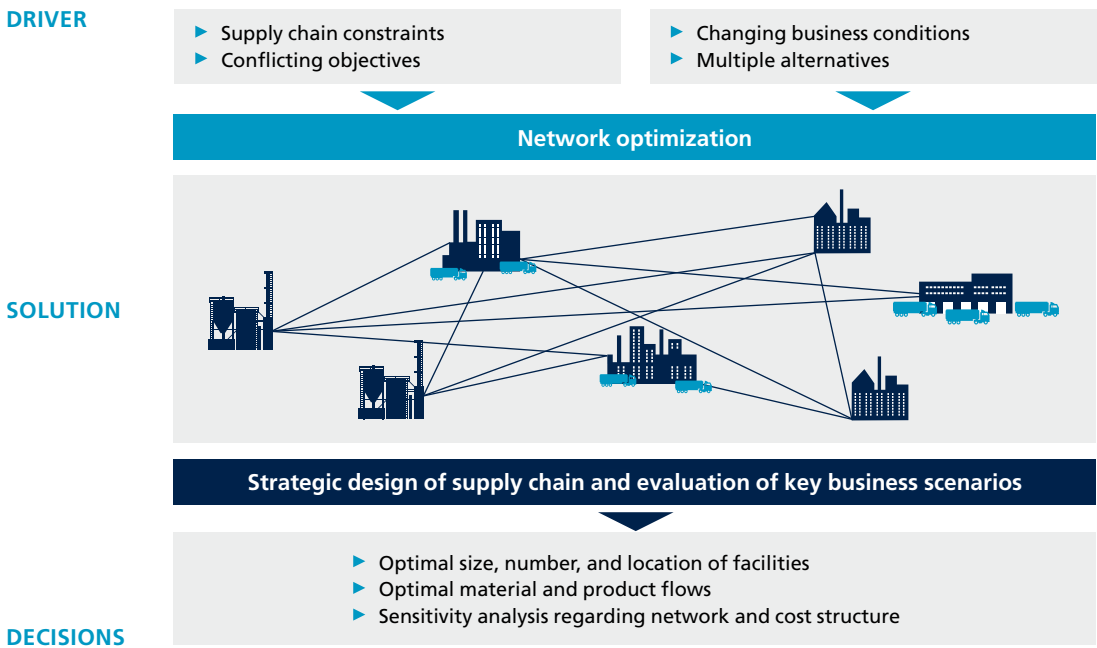 DRIVER
Supply chain constraints
Conflicting objectives
Changing business conditions
Multiple alternatives
Network optimization
SOLUTION
Strategic design of supply chain and evaluation of key business scenarios
Optimal size, number, and location of facilities
Optimal material and product flows
Sensitivity analysis regarding network and cost structure
DECISIONS